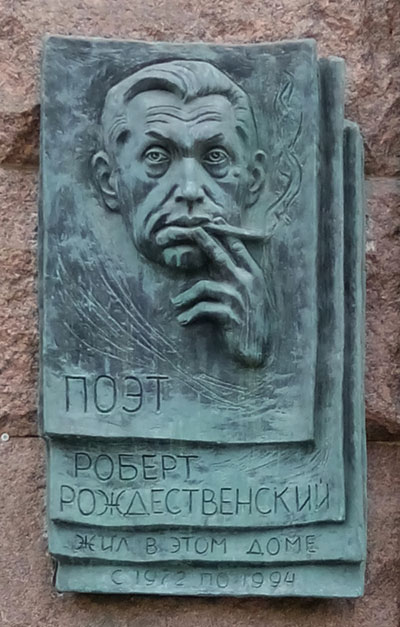 ПОЭТ
РОБЕРТ
РОЖДЕСТВЕНСКИЙ
ЖИЛ В ЭТОМ ДОМЕ
С 1972 ПО 1994